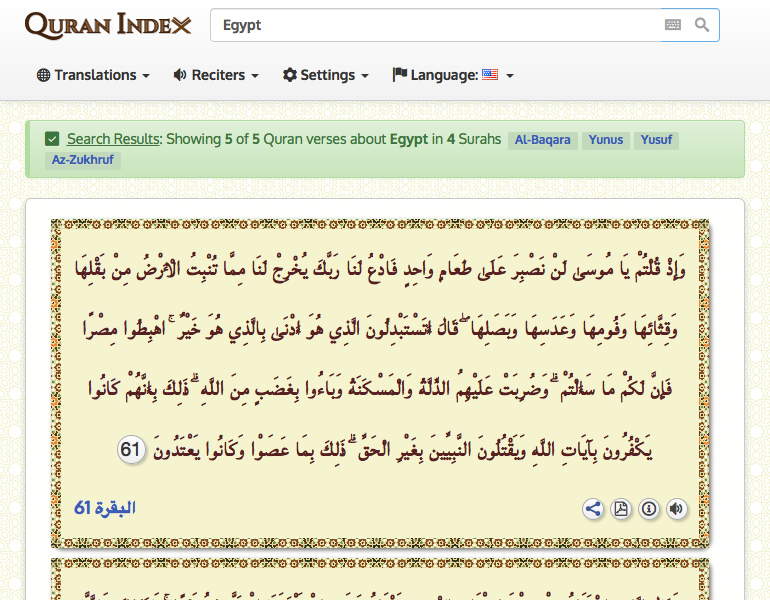 QURAN INDEX
Egypt
Translations Reciters Settings Language:
Search Results: Showing 5 of 5 Quran verses about Egypt in 4 Surahs Al-Baqara Yunus Yusuf
Az-Zukhruf
وَإِذْ قُلْتُمْ يَا مُوسَى لَنْ نَصْبِرَ عَلَى طَعَامٍ وَاحِدٍ فَادْعُ لَنَا رَبَّكَ يُخْرِجْ لَنَا مِمَّا تُنْبِتُ الْأَرْضُ مِنْ بَقْلِهَا
وَقِثَّائِهَا وَفُومِهَا وَعَدَسِهَا وَبَصَلِهَا ۖ قَالَ أَتَسْتَبْدِلُونَ الَّذِي هُوَ أَدْنَى بِالَّذِي هُوَ خَيْرٌ ۚ اهْبِطُوا مِصْرًا
فَإِنَّ لَكُمْ مَا سَأَلْتُمْ ۗ وَضُرِبَتْ عَلَيْهِمُ الذِّلَّةُ وَالْمَسْكَنَةُ وَبَاءُوا بِغَضَبٍ مِنَ اللَّهِ ۗ ذَلِكَ بِأَنَّهُمْ كَانُوا
يَكْفُرُونَ بِآيَاتِ اللَّهِ وَيَقْتُلُونَ النَّبِيِّينَ بِغَيْرِ الْحَقِّ ۗ ذَلِكَ بِمَا عَصَوْا وَكَانُوا يَعْتَدُونَ 61
البقرة 61